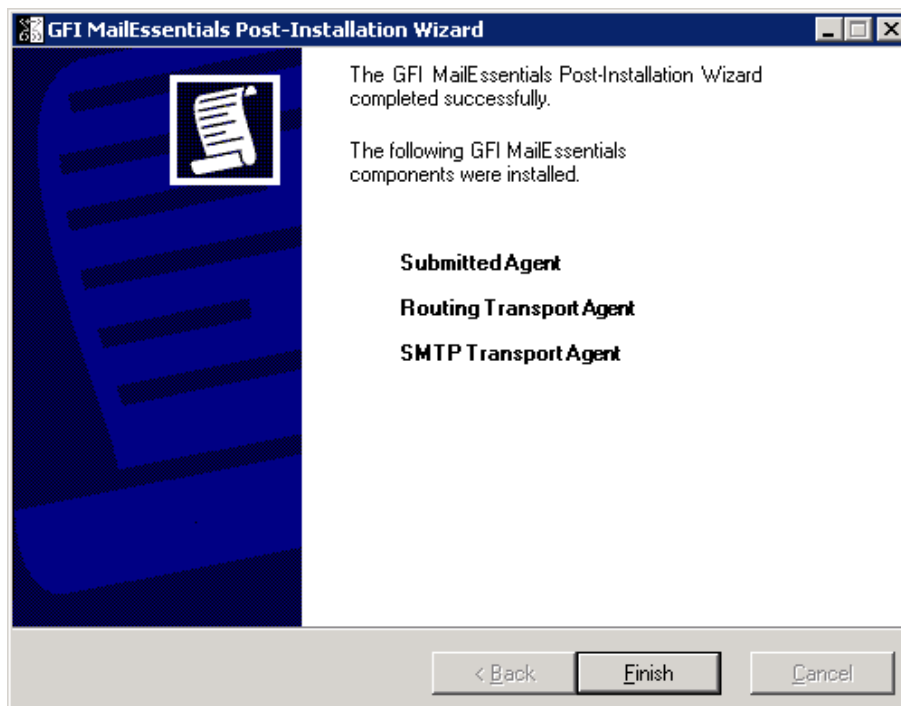 GFI MailEssentials Post-Installation Wizard
The GFI MailEssentials Post-Installation Wizard
completed successfully.
The following GFI MailEssentials
components were installed.
Submitted Agent
Routing Transport Agent
SMTP Transport Agent
< Back
Finish
Cancel